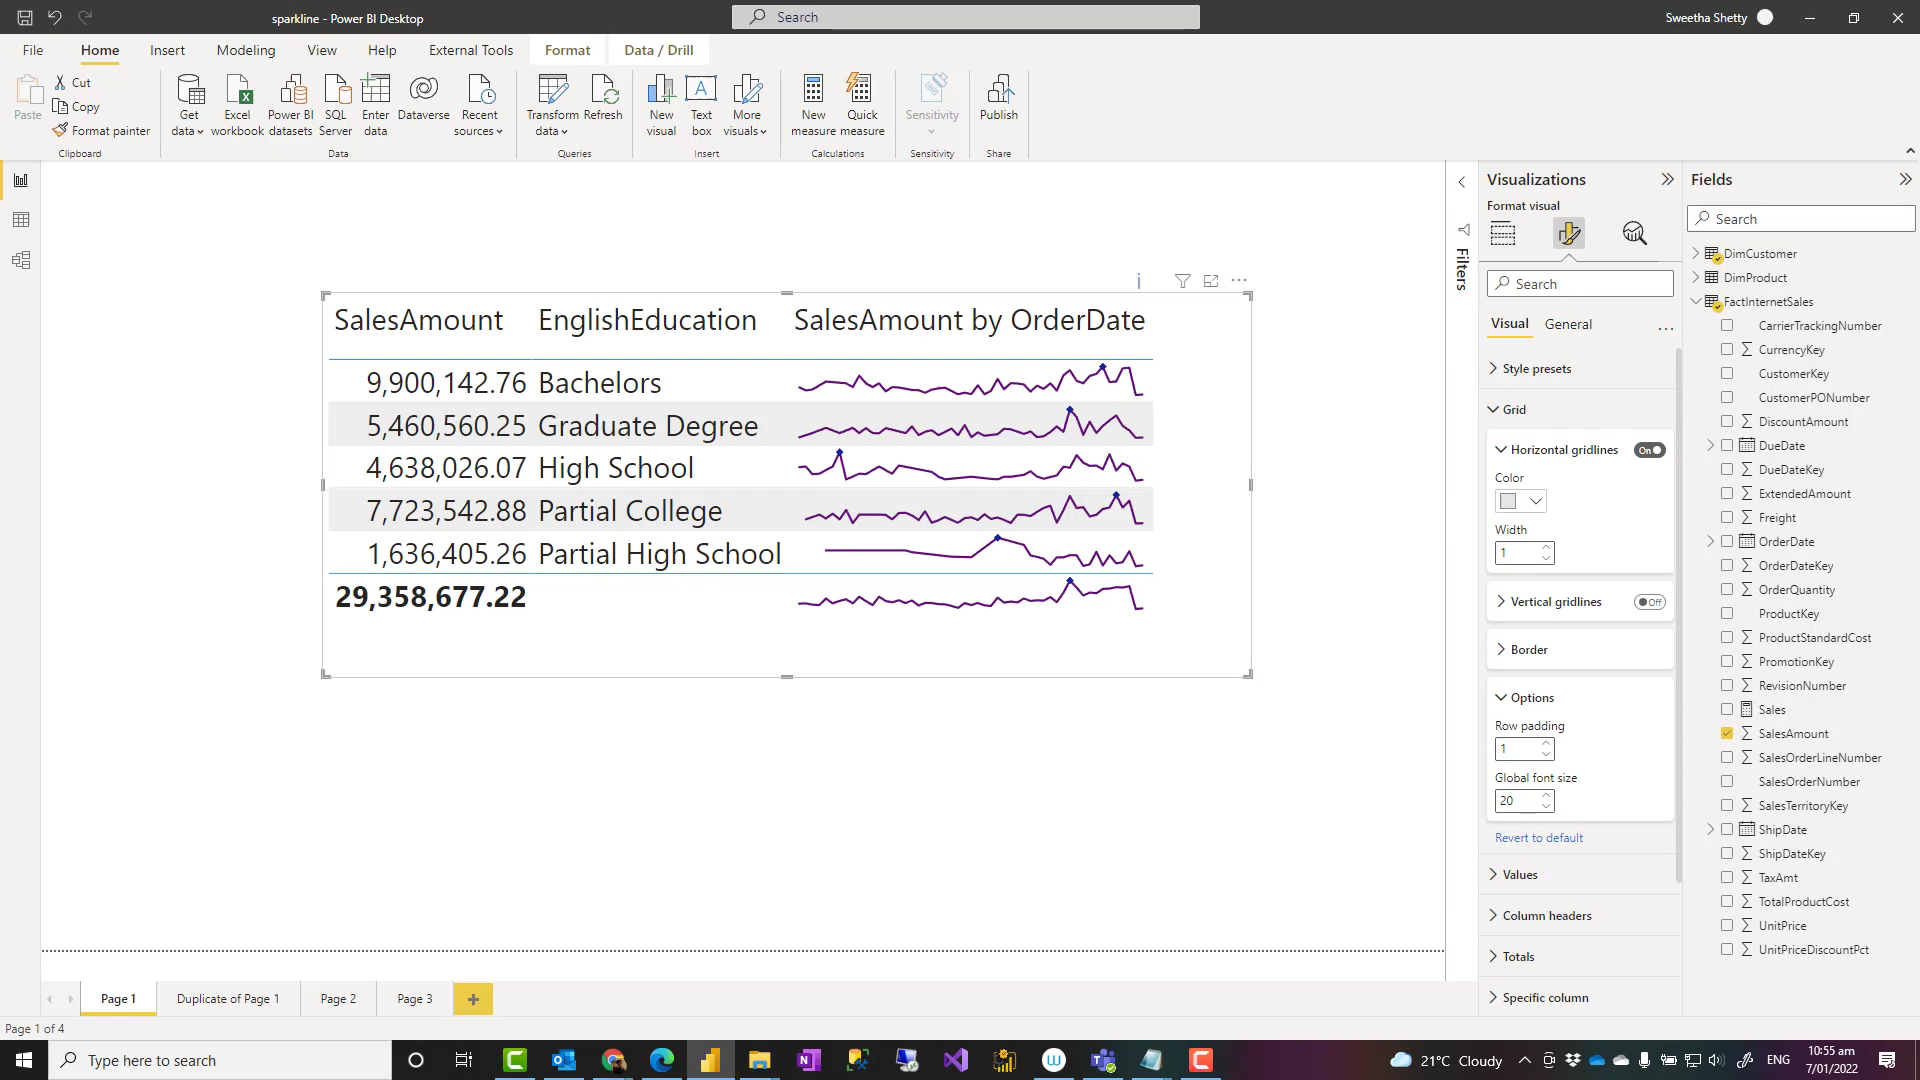 sparkline - Power BI Desktop
Search
Sweetha Shetty
File
Home
Insert
Modeling
View
Help
External Tools
Format
Data / Drill
Paste
Cut
Copy
Format painter
Clipboard
Get data
Excel workbook
Power BI datasets
SQL Server
Enter data
Dataverse
Recent sources
Data
Transform data
Refresh
Queries
New visual
Text box
More visuals
Insert
New measure
Quick measure
Calculations
Sensitivity
Sensitivity
Publish
Share
SalesAmount EnglishEducation SalesAmount by OrderDate
9,900,142.76 Bachelors
5,460,560.25 Graduate Degree
4,638,026.07 High School
7,723,542.88 Partial College
1,636,405.26 Partial High School
29,358,677.22
Filters
Visualizations
Format visual
Search
Visual
General
Style presets
Grid
Horizontal gridlines
On
Color
Width
1
Vertical gridlines
Off
Border
Options
Row padding
1
Global font size
20
Revert to default
Values
Column headers
Totals
Specific column
Fields
Search
DimCustomer
DimProduct
FactInternetSales
CarrierTrackingNumber
CurrencyKey
CustomerKey
CustomerPONumber
DiscountAmount
DueDate
DueDateKey
ExtendedAmount
Freight
OrderDate
OrderDateKey
OrderQuantity
ProductKey
ProductStandardCost
PromotionKey
RevisionNumber
Sales
SalesAmount
SalesOrderLineNumber
SalesOrderNumber
SalesTerritoryKey
ShipDate
ShipDateKey
TaxAmt
TotalProductCost
UnitPrice
UnitPriceDiscountPct
Page 1
Duplicate of Page 1
Page 2
Page 3
Page 1 of 4
Type here to search
21°C Cloudy
ENG
10:55 am
7/01/2022